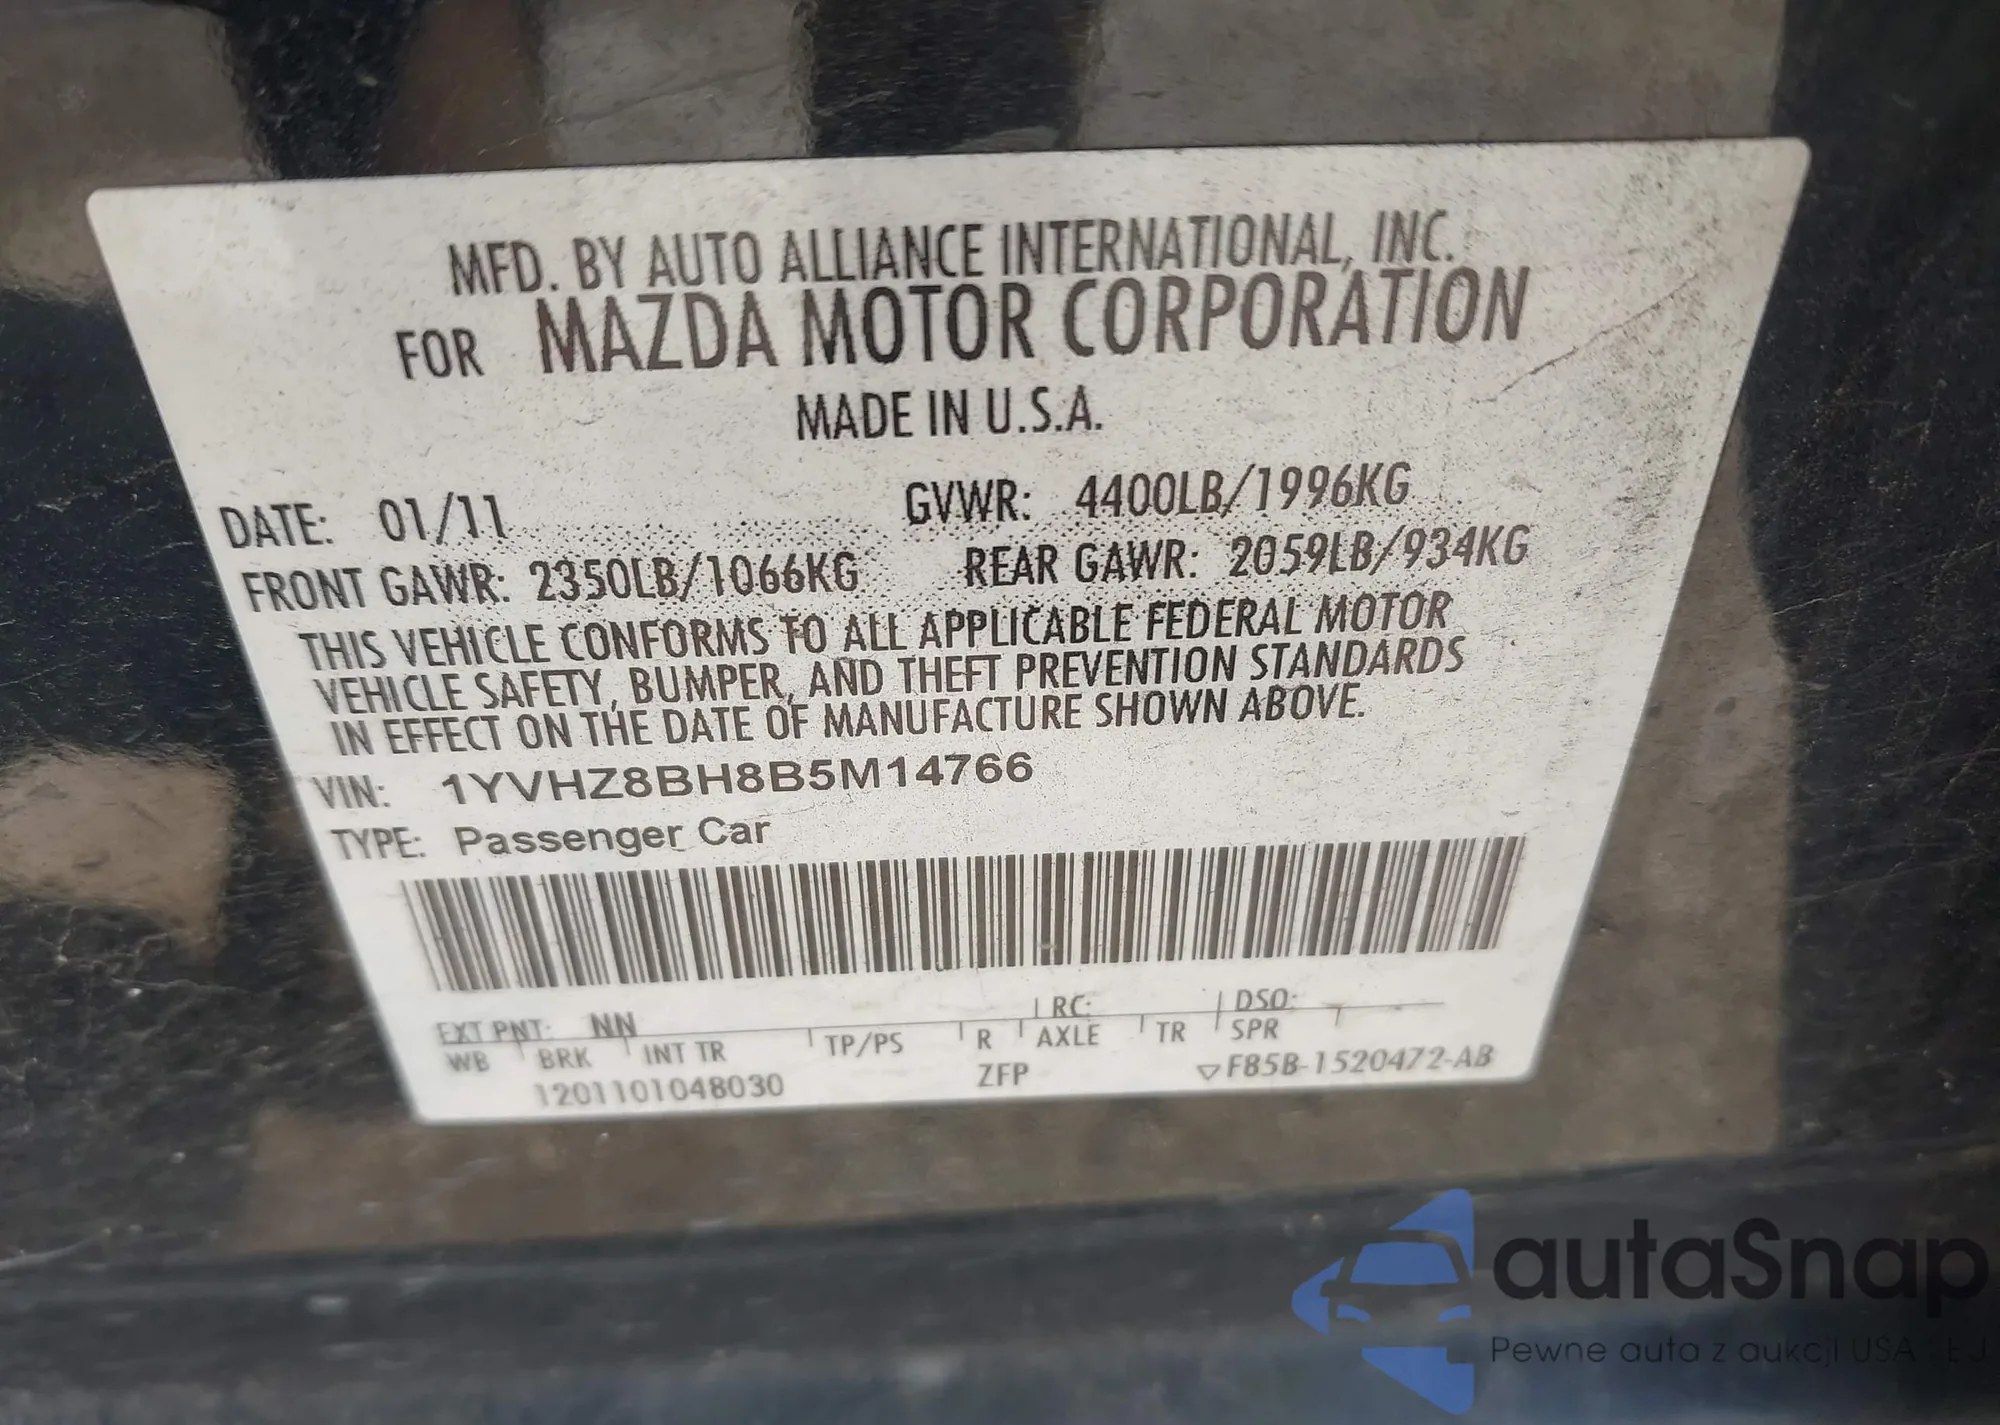 MFD. BY AUTO ALLIANCE INTERNATIONAL, INC.
FOR MAZDA MOTOR CORPORATION
MADE IN U.S.A.
DATE: 01/11 GVWR: 4400LB/1996KG
FRONT GAWR: 2350LB/1066KG REAR GAWR: 2059LB/934KG
THIS VEHICLE CONFORMS TO ALL APPLICABLE FEDERAL MOTOR
VEHICLE SAFETY, BUMPER, AND THEFT PREVENTION STANDARDS
IN EFFECT ON THE DATE OF MANUFACTURE SHOWN ABOVE.
VIN: 1YVHZ8BH8B5M14766
TYPE: Passenger Car
EXT PNT: NN RC: DSO:
WB BRK INT TR TP/PS R AXLE TR SPR
1201101048030 ZFP ▽F85B-1520472-AB
autaSnap
Pewne auta z aukcji USA i EJ